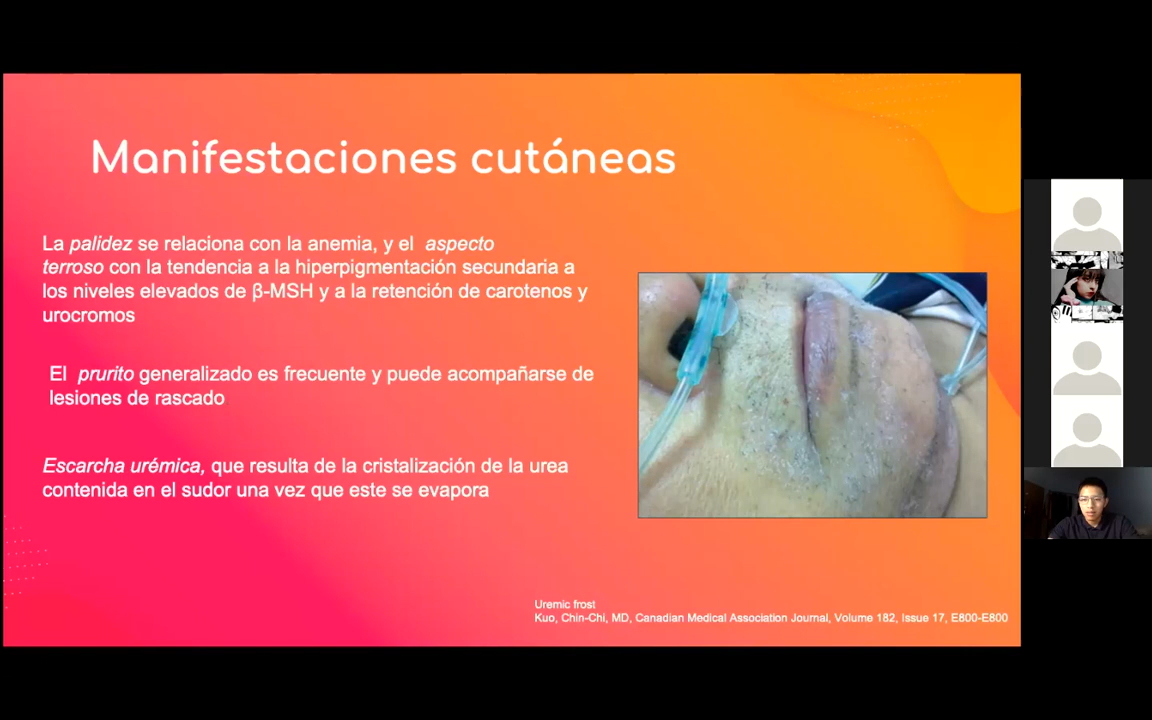 Manifestaciones cutáneas
La palidez se relaciona con la anemia, y el aspecto
terroso con la tendencia a la hiperpigmentación secundaria a
los niveles elevados de β-MSH y a la retención de carotenos y
urocromos
El prurito generalizado es frecuente y puede acompañarse de
lesiones de rascado
Escarcha urémica, que resulta de la cristalización de la urea
contenida en el sudor una vez que este se evapora
Uremic frost
Kuo, Chin-Chi, MD, Canadian Medical Association Journal, Volume 182, Issue 17, E800-E800